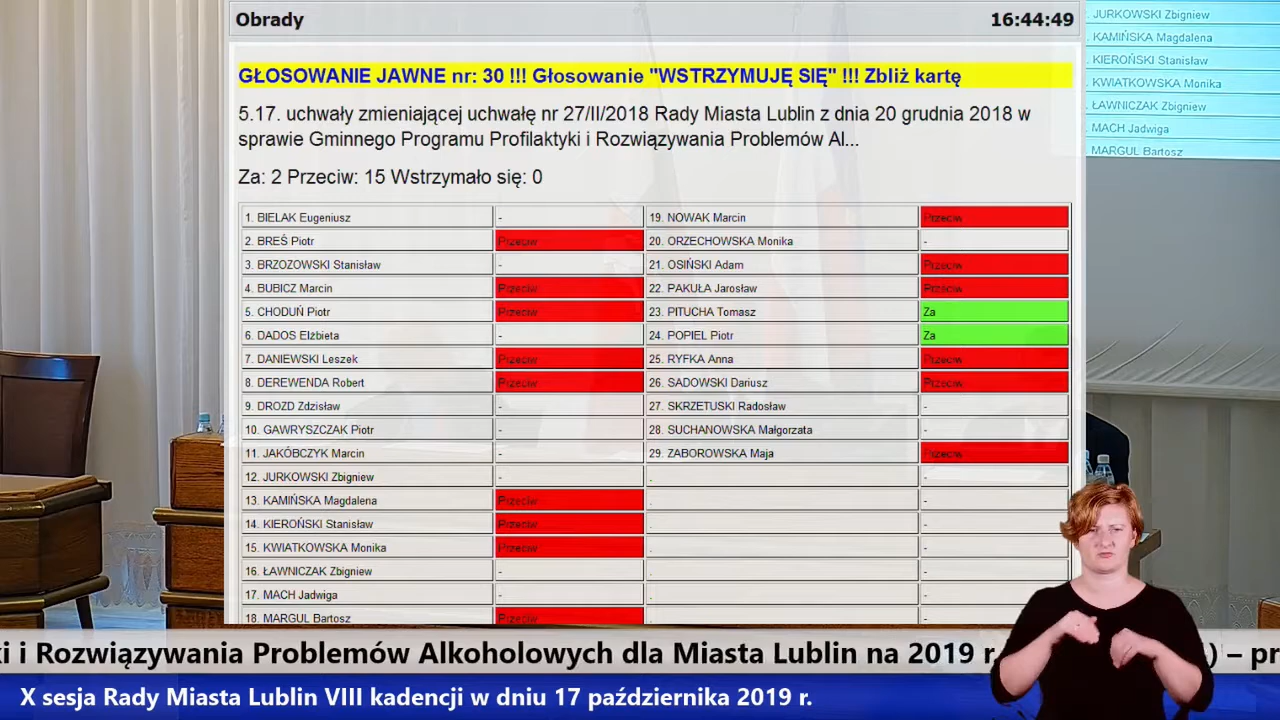 Obrady
16:44:49
GŁOSOWANIE JAWNE nr: 30 !!! Głosowanie "WSTRZYMUJĘ SIĘ" !!! Zbliż kartę
5.17. uchwały zmieniającej uchwałę nr 27/II/2018 Rady Miasta Lublin z dnia 20 grudnia 2018 w
sprawie Gminnego Programu Profilaktyki i Rozwiązywania Problemów Al...
Za: 2 Przeciw: 15 Wstrzymało się: 0
1. BIELAK Eugeniusz -
2. BREŚ Piotr Przeciw
3. BRZOZOWSKI Stanisław -
4. BUBICZ Marcin Przeciw
5. CHODUŃ Piotr Przeciw
6. DADOS Elżbieta -
7. DANIEWSKI Leszek Przeciw
8. DEREWENDA Robert Przeciw
9. DROZD Zdzisław -
10. GAWRYSZCZAK Piotr -
11. JAKÓBCZYK Marcin -
12. JURKOWSKI Zbigniew -
13. KAMIŃSKA Magdalena Przeciw
14. KIEROŃSKI Stanisław Przeciw
15. KWIATKOWSKA Monika Przeciw
16. ŁAWNICZAK Zbigniew -
17. MACH Jadwiga -
18. MARGUL Bartosz Przeciw
19. NOWAK Marcin Przeciw
20. ORZECHOWSKA Monika -
21. OSIŃSKI Adam Przeciw
22. PAKUŁA Jarosław Przeciw
23. PITUCHA Tomasz Za
24. POPIEL Piotr Za
25. RYFKA Anna Przeciw
26. SADOWSKI Dariusz Przeciw
27. SKRZETUSKI Radosław -
28. SUCHANOWSKA Małgorzata -
29. ZABOROWSKA Maja Przeciw
. -
. -
. -
. -
. -
. -
. -
. JURKOWSKI Zbigniew
. KAMIŃSKA Magdalena
. KIEROŃSKI Stanisław
. KWIATKOWSKA Monika
. ŁAWNICZAK Zbigniew
. MACH Jadwiga
. MARGUL Bartosz
ki i Rozwiązywania Problemów Alkoholowych dla Miasta Lublin na 2019 r ) – pr
X sesja Rady Miasta Lublin VIII kadencji w dniu 17 października 2019 r.